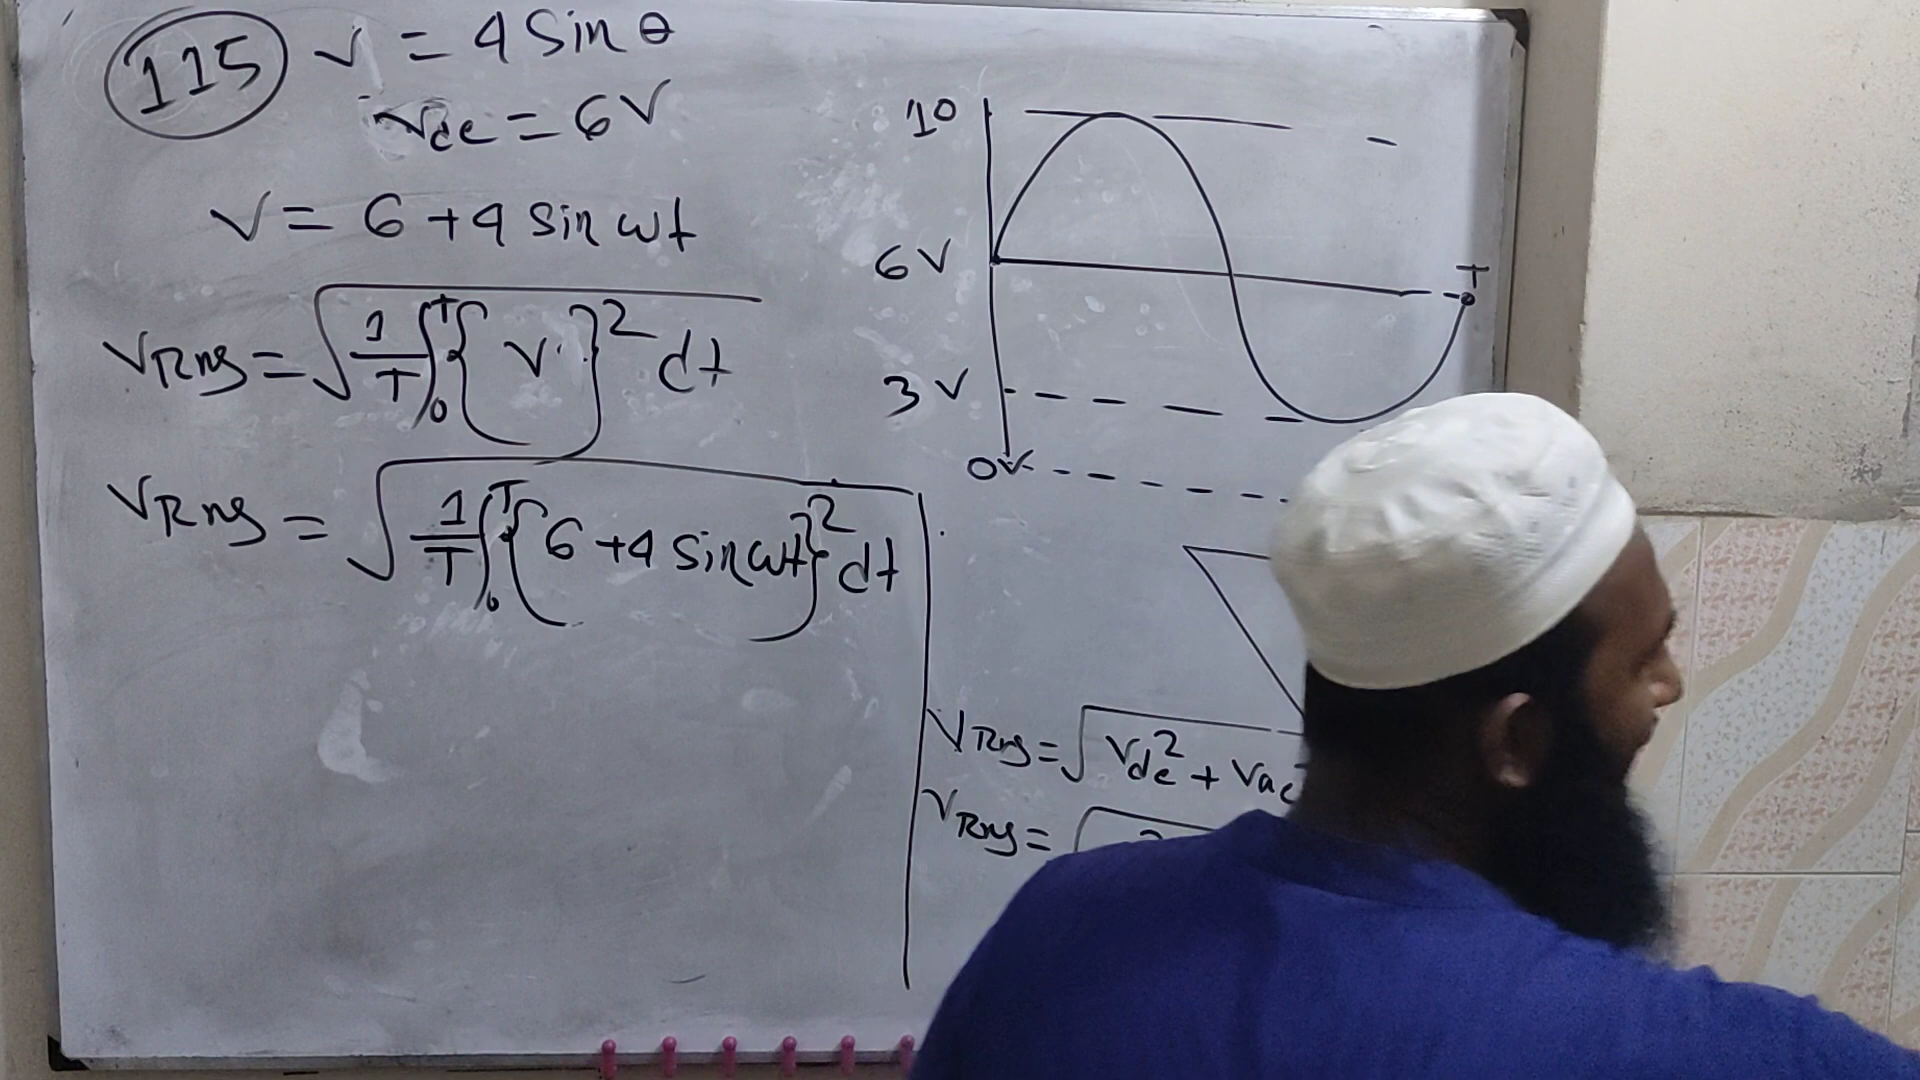 115 V = 4 Sin θ
Vdc = 6V
V = 6 + 4 Sin ωt
VRms = √ 1/T ∫₀ᵀ { V }² dt
VRms = √ 1/T ∫₀ᵀ { 6 + 4 sin ωt }² dt
10
6V
T
3V
0V
VRms = √ Vdc² + Vac
VRms = √ 2